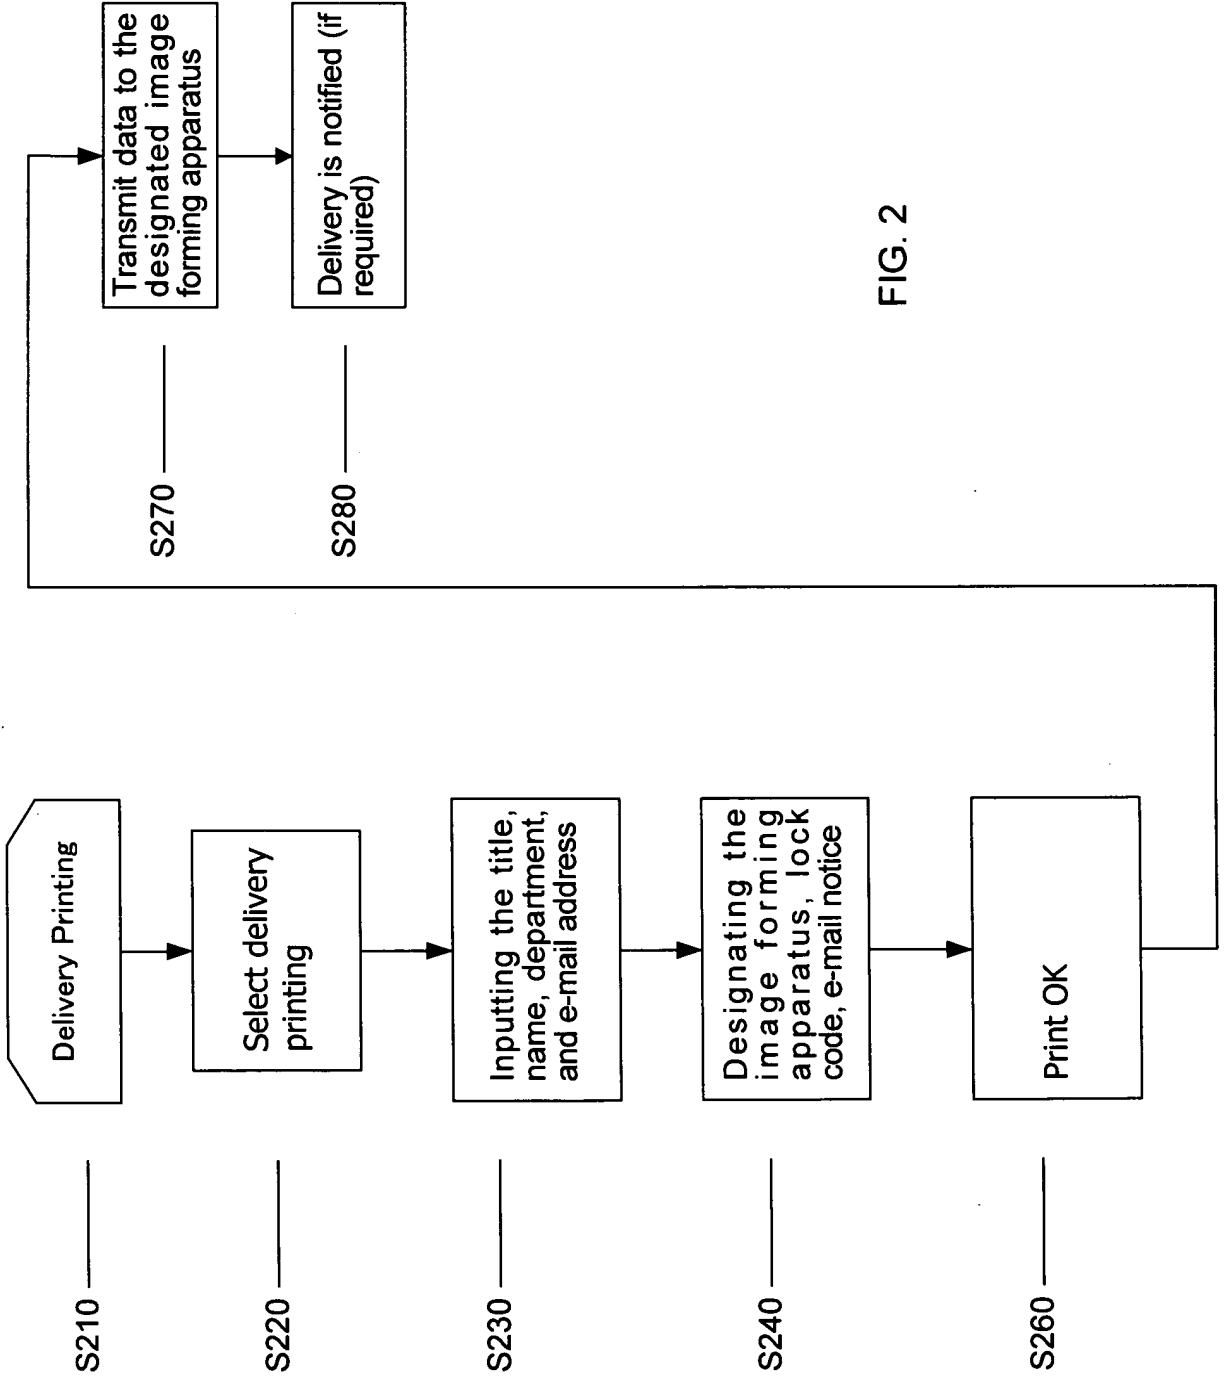 S210
Delivery Printing
S220
Select delivery
printing
S230
Inputting the title,
name, department,
and e-mail address
S240
Designating the
image forming
apparatus, lock
code, e-mail notice
S260
Print OK
S270
Transmit data to the
designated image
forming apparatus
S280
Delivery is notified (if
required)
FIG. 2